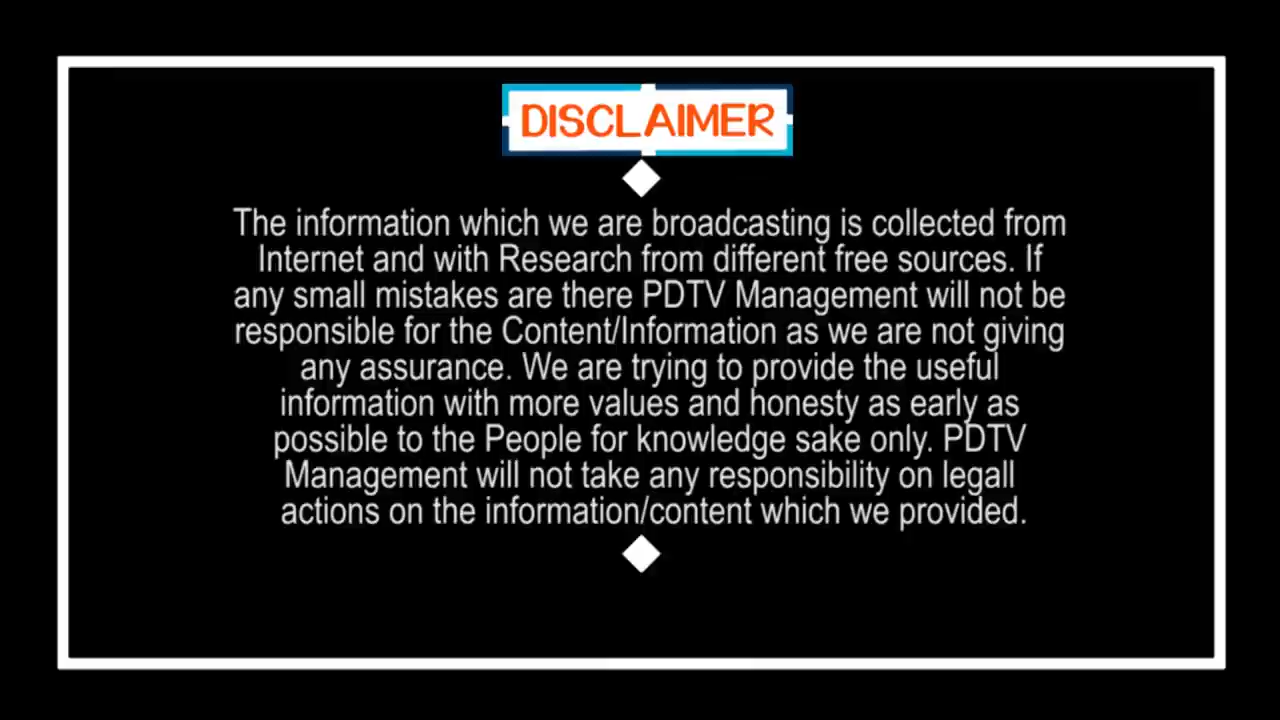 DISCLAIMER
The information which we are broadcasting is collected from
Internet and with Research from different free sources. If
any small mistakes are there PDTV Management will not be
responsible for the Content/Information as we are not giving
any assurance. We are trying to provide the useful
information with more values and honesty as early as
possible to the People for knowledge sake only. PDTV
Management will not take any responsibility on legall
actions on the information/content which we provided.